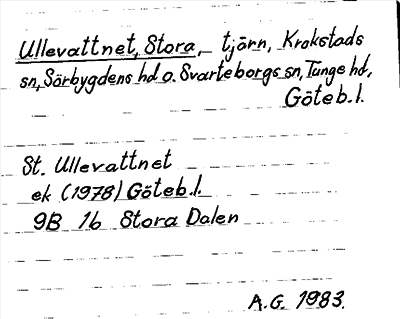 Ullevattnet, Stora, tjärn, Krokstads
sn, Sörbygdens hd o. Svarteborgs sn, Tunge hd,
Göteb. l.
St. Ullevattnet
ek (1978) Göteb. l.
9B 1b Stora Dalen
A.G. 1983.